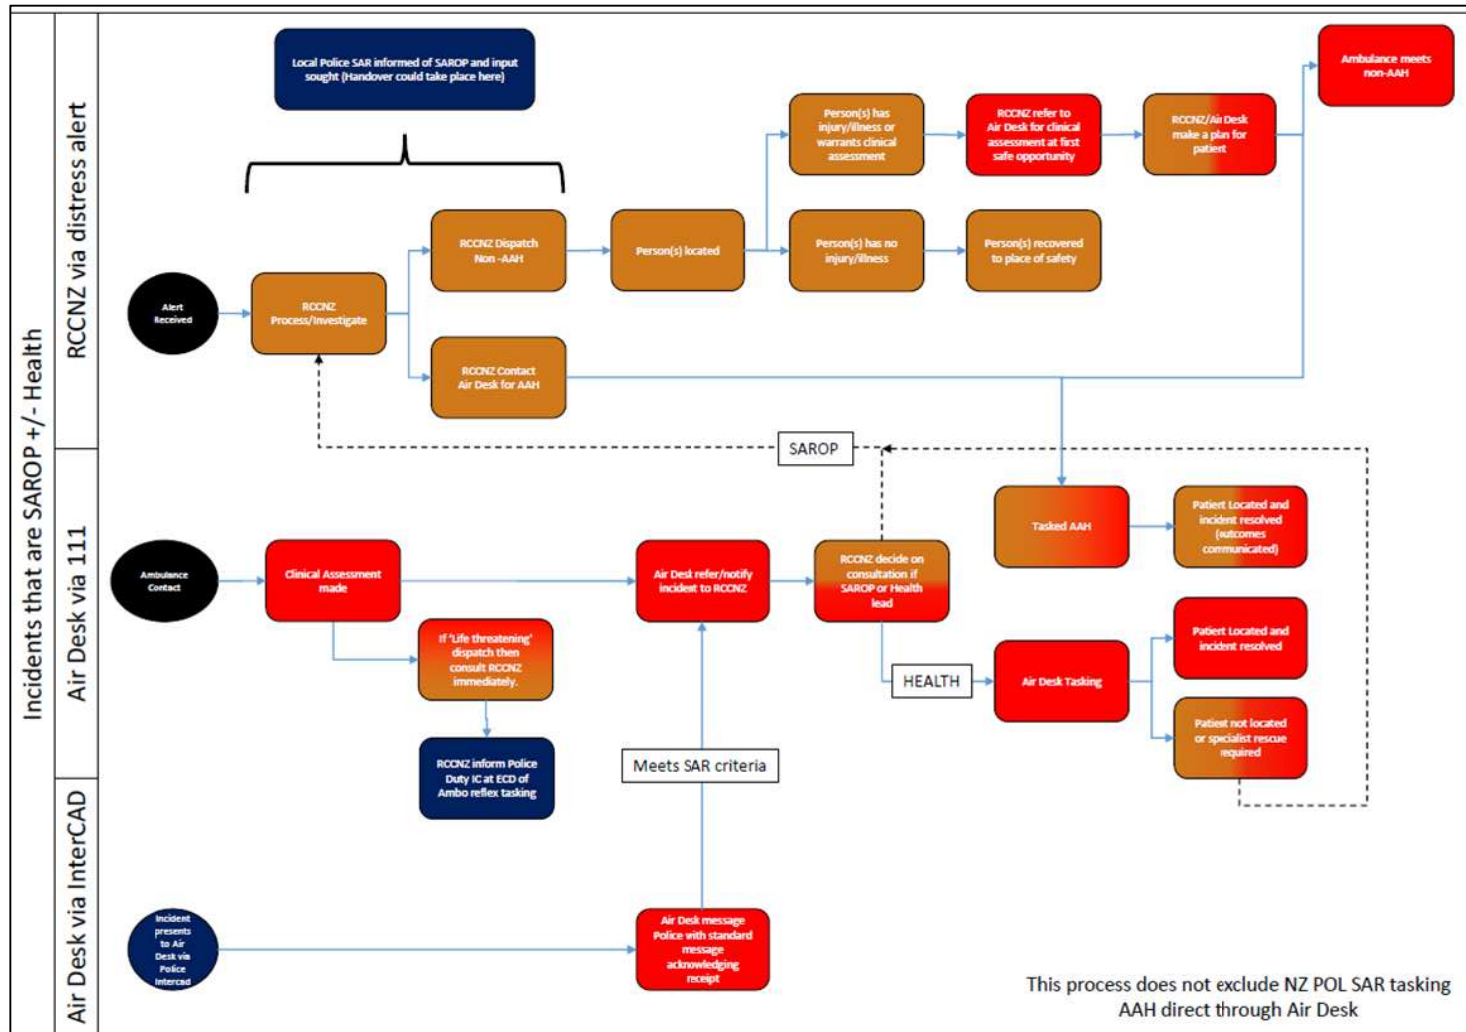 Incidents that are SAROP +/- Health
RCCNZ via distress alert
Local Police SAR informed of SAROP and input
sought (Handover could take place here)
Alert
Received
RCCNZ
Process/Investigate
RCCNZ Dispatch
Non -AAH
RCCNZ Contact
Air Desk for AAH
Person(s) located
Person(s) has
injury/illness or
warrants clinical
assessment
RCCNZ refer to
Air Desk for clinical
assessment at first
safe opportunity
RCCNZ/Air Desk
make a plan for
patient
Ambulance meets
non-AAH
Person(s) has no
injury/illness
Person(s) recovered
to place of safety
SAROP
Air Desk via 111
Ambulance
Contact
Clinical Assessment
made
If 'Life threatening'
dispatch then
consult RCCNZ
immediately.
RCCNZ inform Police
Duty IC at ECD of
Ambo reflex tasking
Air Desk refer/notify
incident to RCCNZ
RCCNZ decide on
consultation if
SAROP or Health
lead
Tasked AAH
Patient Located and
incident resolved
(outcomes
communicated)
HEALTH
Air Desk Tasking
Patient Located and
incident resolved
Patient not located
or specialist rescue
required
Meets SAR criteria
Air Desk via InterCAD
Incident
presents
to Air
Desk via
Police
Intercad
Air Desk message
Police with standard
message
acknowledging
receipt
This process does not exclude NZ POL SAR tasking
AAH direct through Air Desk